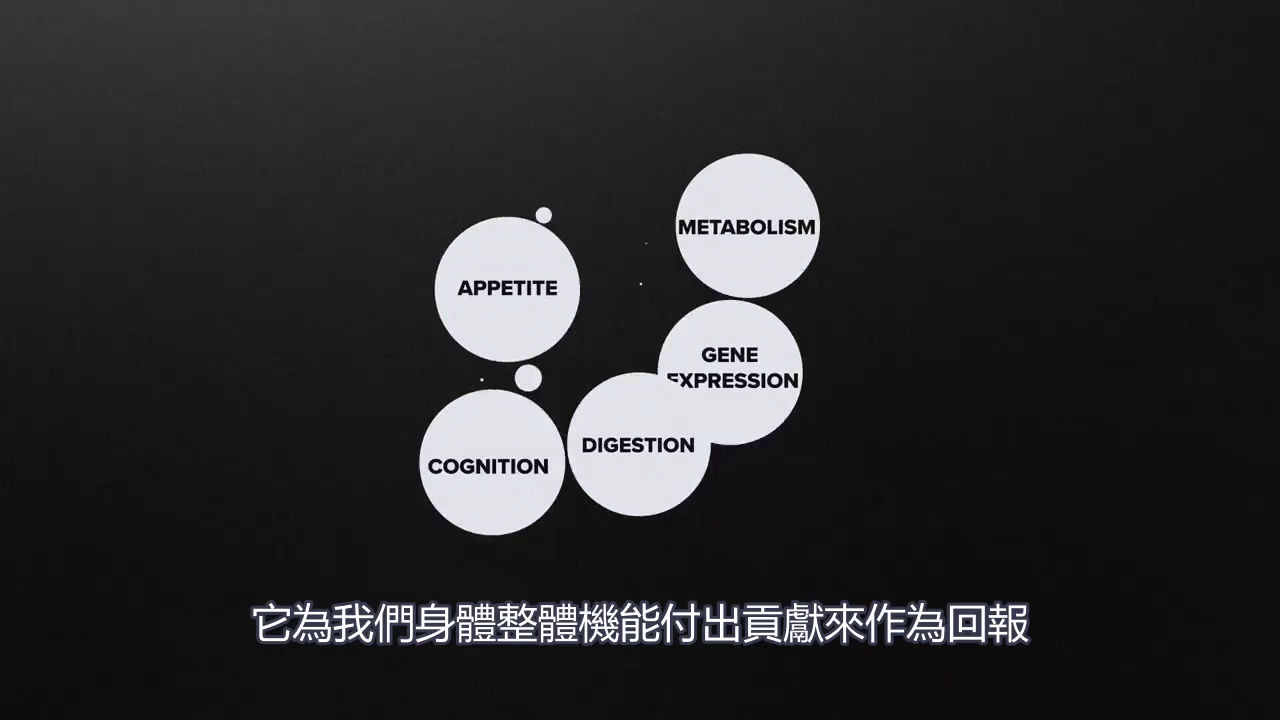 METABOLISM
APPETITE
GENE
EXPRESSION
DIGESTION
COGNITION
它為我們身體整體機能付出貢獻來作為回報